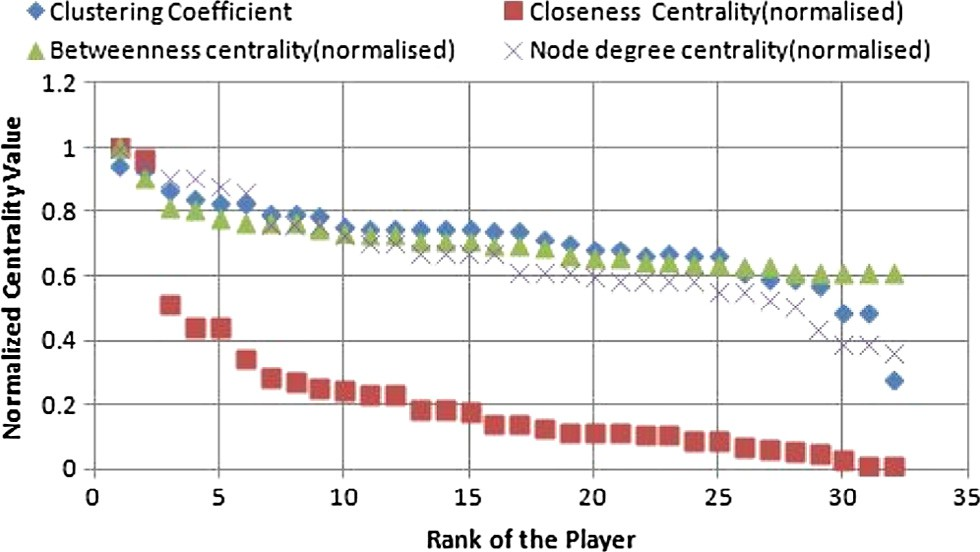 Clustering Coefficient
Closeness Centrality(normalised)
Betweenness centrality(normalised)
Node degree centrality(normalised)
Normalized Centrality Value
1.2
1
0.8
0.6
0.4
0.2
0
0 5 10 15 20 25 30 35
Rank of the Player